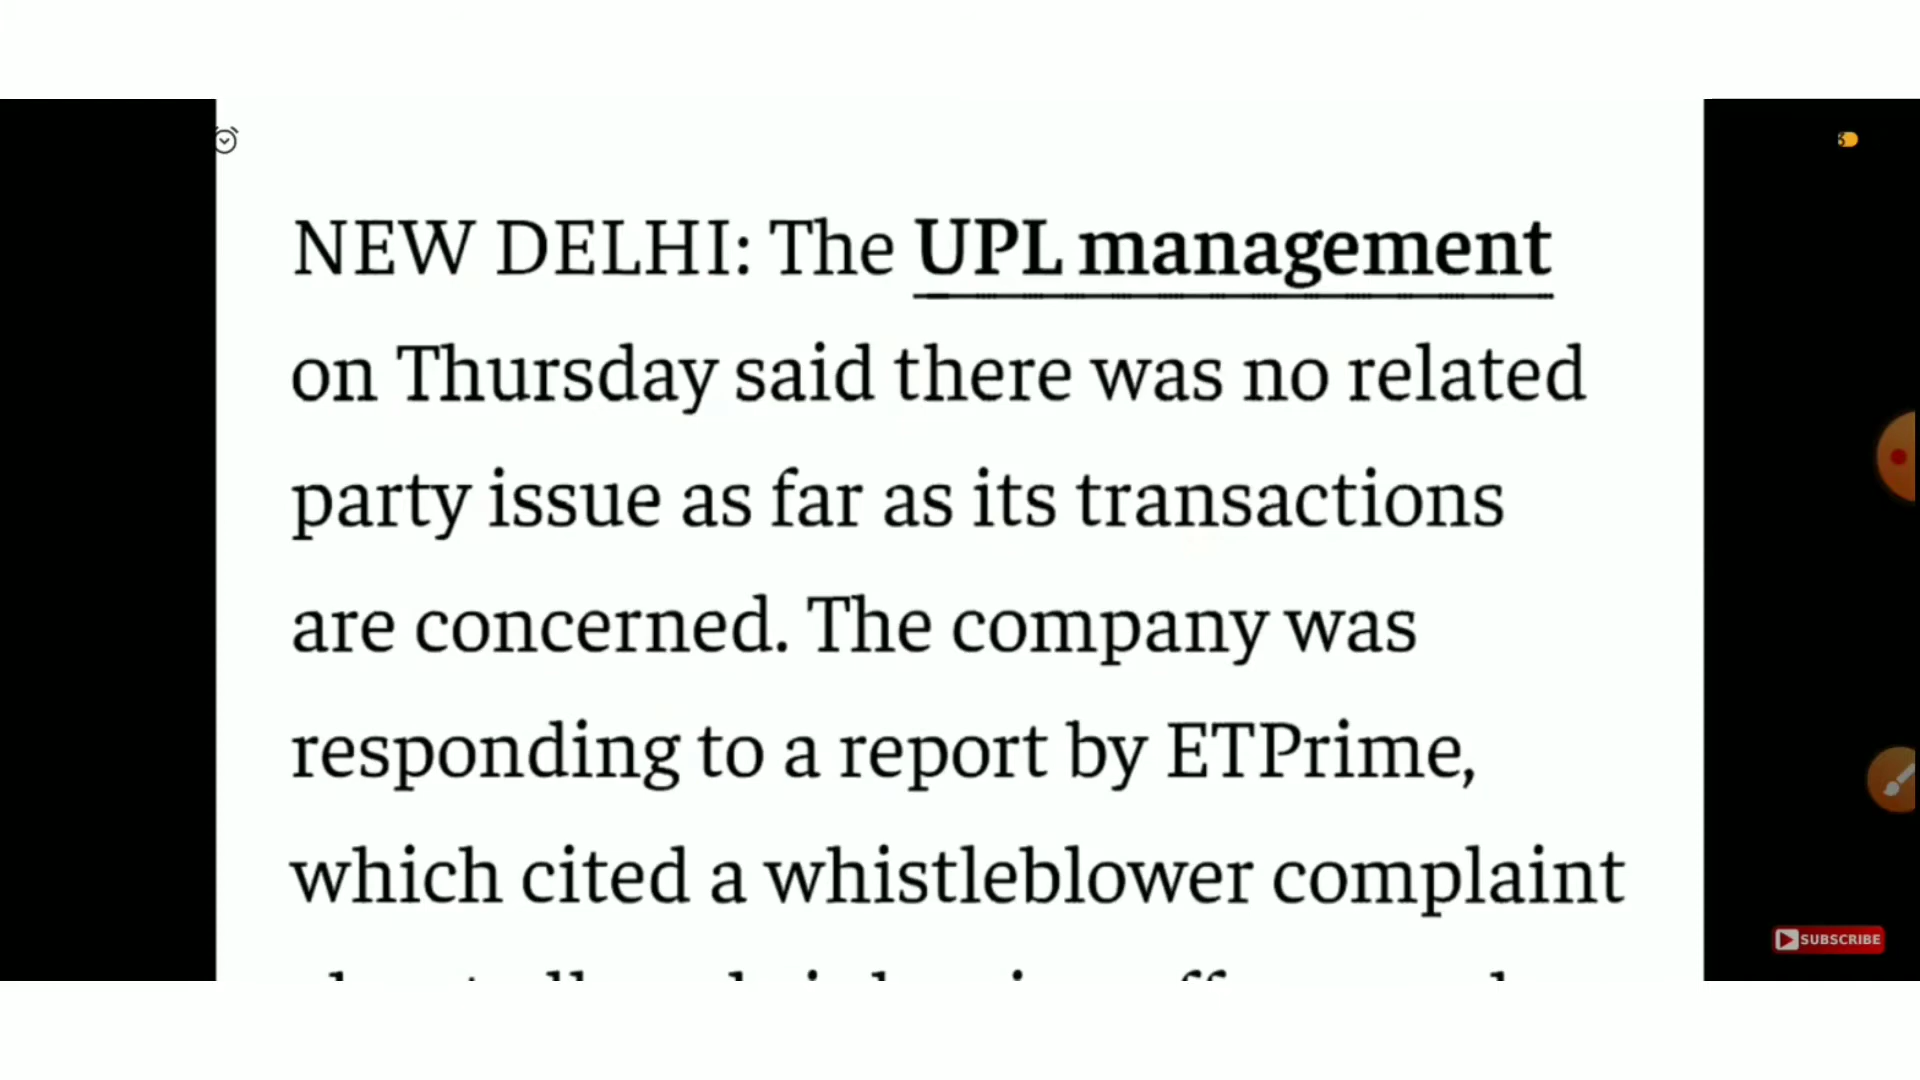 NEW DELHI: The UPL management
on Thursday said there was no related
party issue as far as its transactions
are concerned. The company was
responding to a report by ETPrime,
which cited a whistleblower complaint
SUBSCRIBE